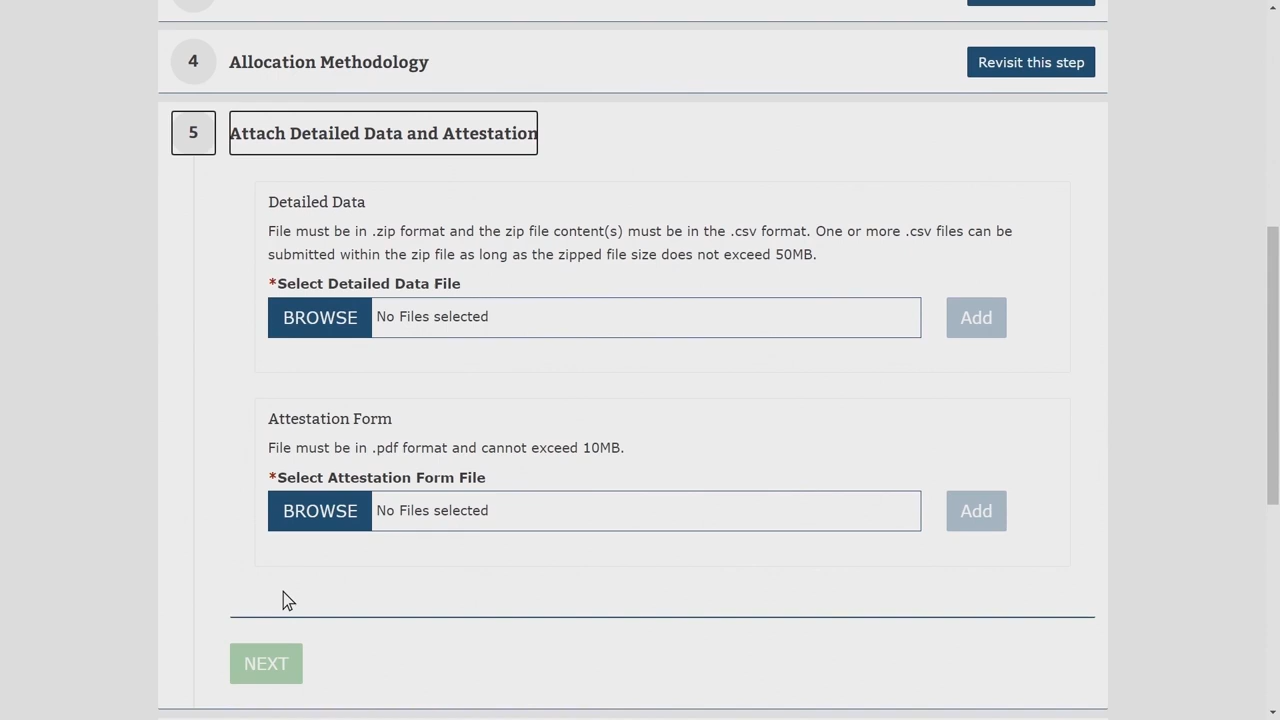 4
Allocation Methodology
Revisit this step
5
Attach Detailed Data and Attestation
Detailed Data
File must be in .zip format and the zip file content(s) must be in the .csv format. One or more .csv files can be
submitted within the zip file as long as the zipped file size does not exceed 50MB.
*Select Detailed Data File
BROWSE No Files selected Add
Attestation Form
File must be in .pdf format and cannot exceed 10MB.
*Select Attestation Form File
BROWSE No Files selected Add
NEXT